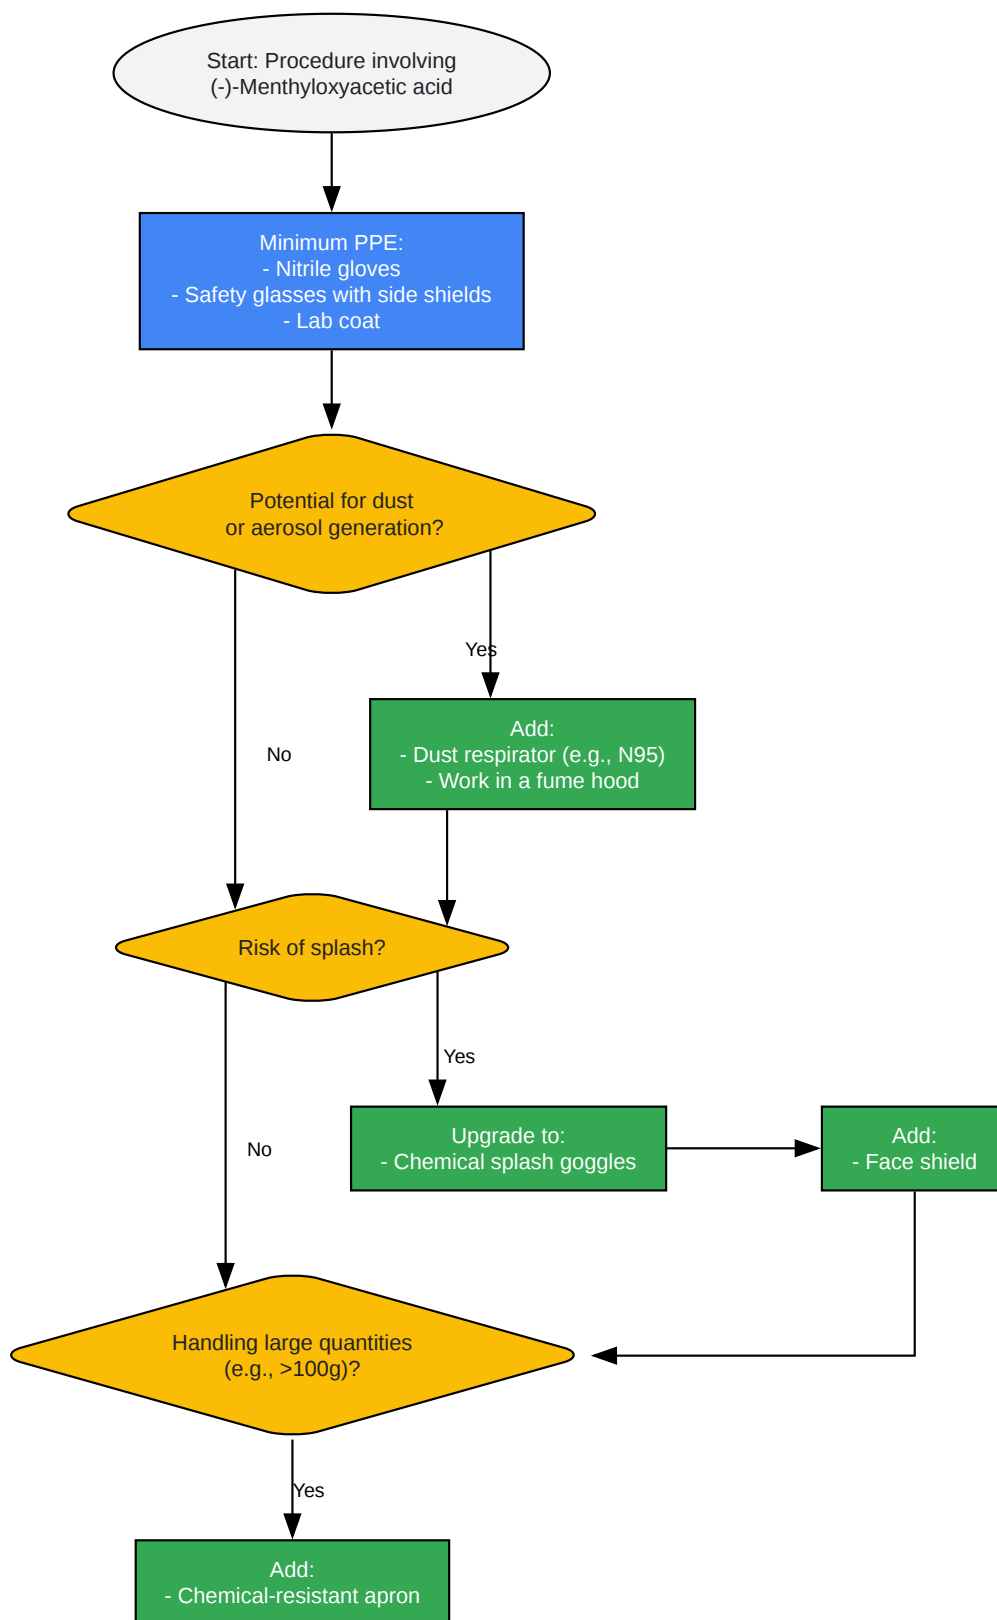 Start: Procedure involving
(-)-Menthyloxyacetic acid
Minimum PPE:
- Nitrile gloves
- Safety glasses with side shields
- Lab coat
Potential for dust
or aerosol generation?
Yes
No
Add:
- Dust respirator (e.g., N95)
- Work in a fume hood
Risk of splash?
Yes
No
Upgrade to:
- Chemical splash goggles
Add:
- Face shield
Handling large quantities
(e.g., >100g)?
Yes
Add:
- Chemical-resistant apron